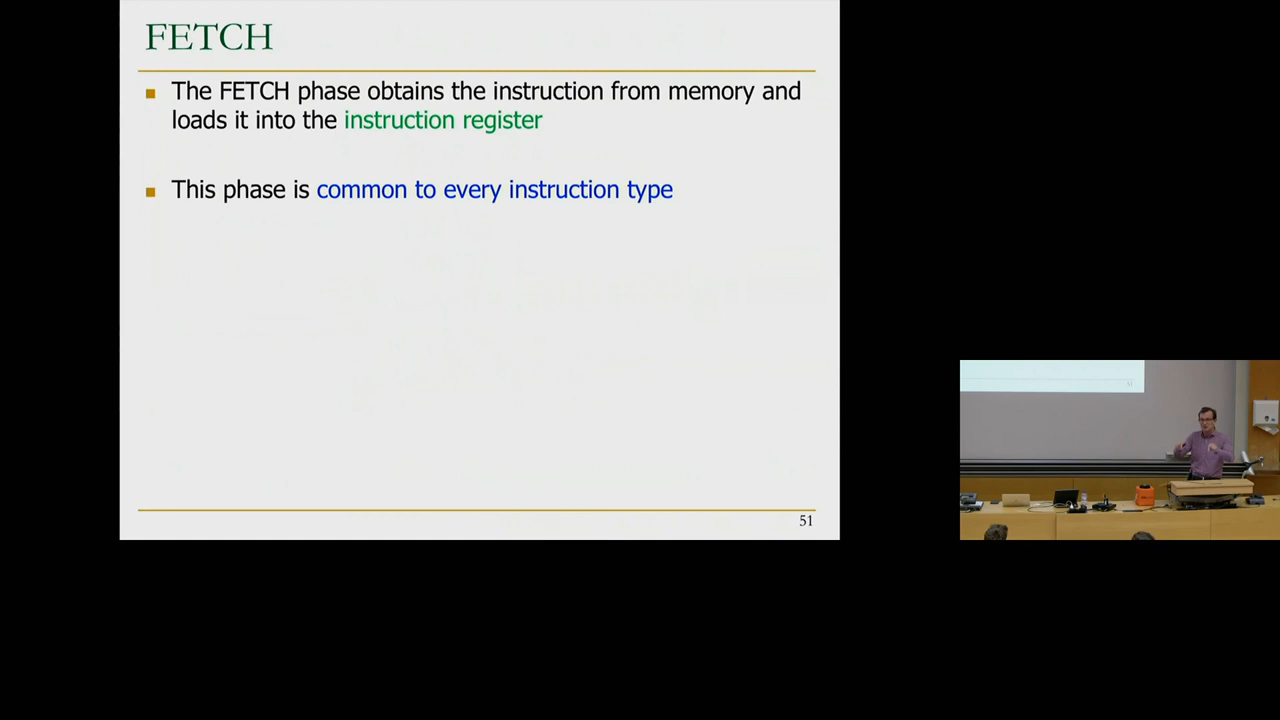 FETCH
The FETCH phase obtains the instruction from memory and
loads it into the instruction register
This phase is common to every instruction type
51
51